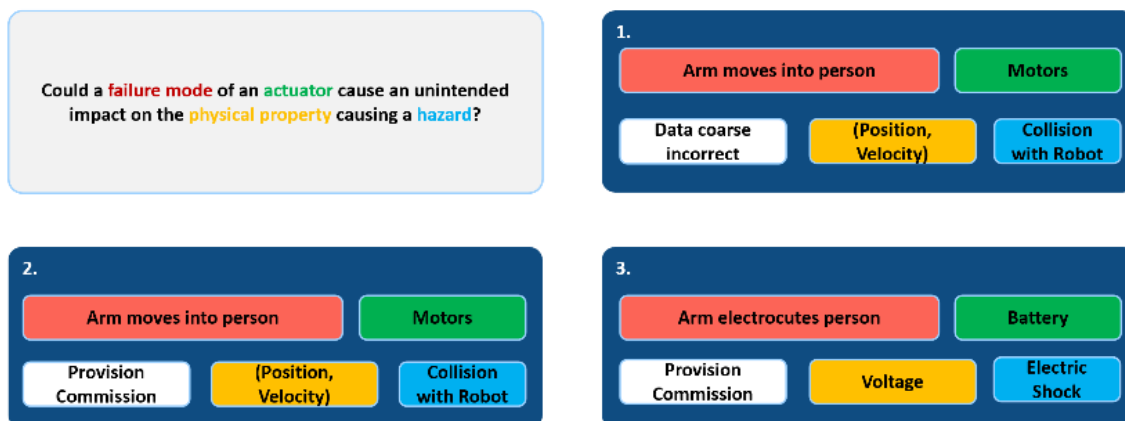 Could a failure mode of an actuator cause an unintended
impact on the physical property causing a hazard?
1.
Arm moves into person
Motors
Data coarse
incorrect
(Position,
Velocity)
Collision
with Robot
2.
Arm moves into person
Motors
Provision
Commission
(Position,
Velocity)
Collision
with Robot
3.
Arm electrocutes person
Battery
Provision
Commission
Voltage
Electric
Shock